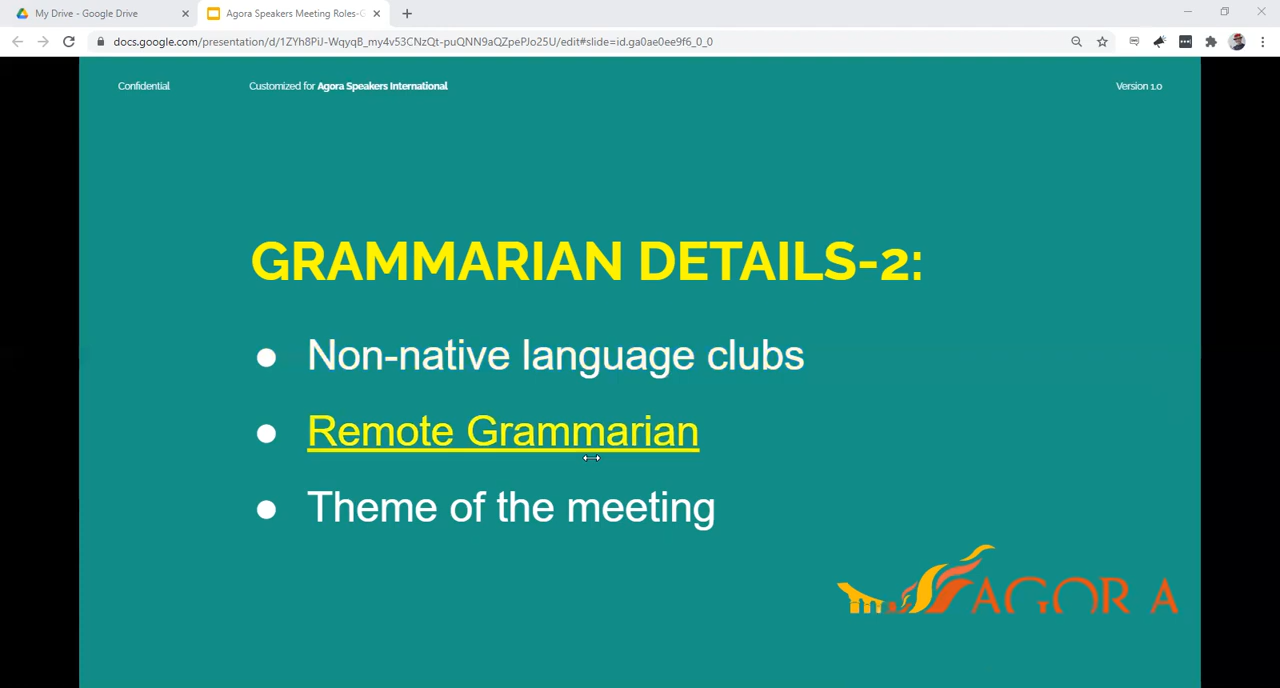 My Drive - Google Drive
Agora Speakers Meeting Roles-G
docs.google.com/presentation/d/1ZYh8PiJ-WqyqB_my4v53CNzQt-puQNN9aQZpePJo25U/edit#slide=id.ga0ae0ee9f6_0_0
Confidential
Customized for Agora Speakers International
Version 1.0
GRAMMARIAN DETAILS-2:
● Non-native language clubs
● Remote Grammarian
● Theme of the meeting
AGORA